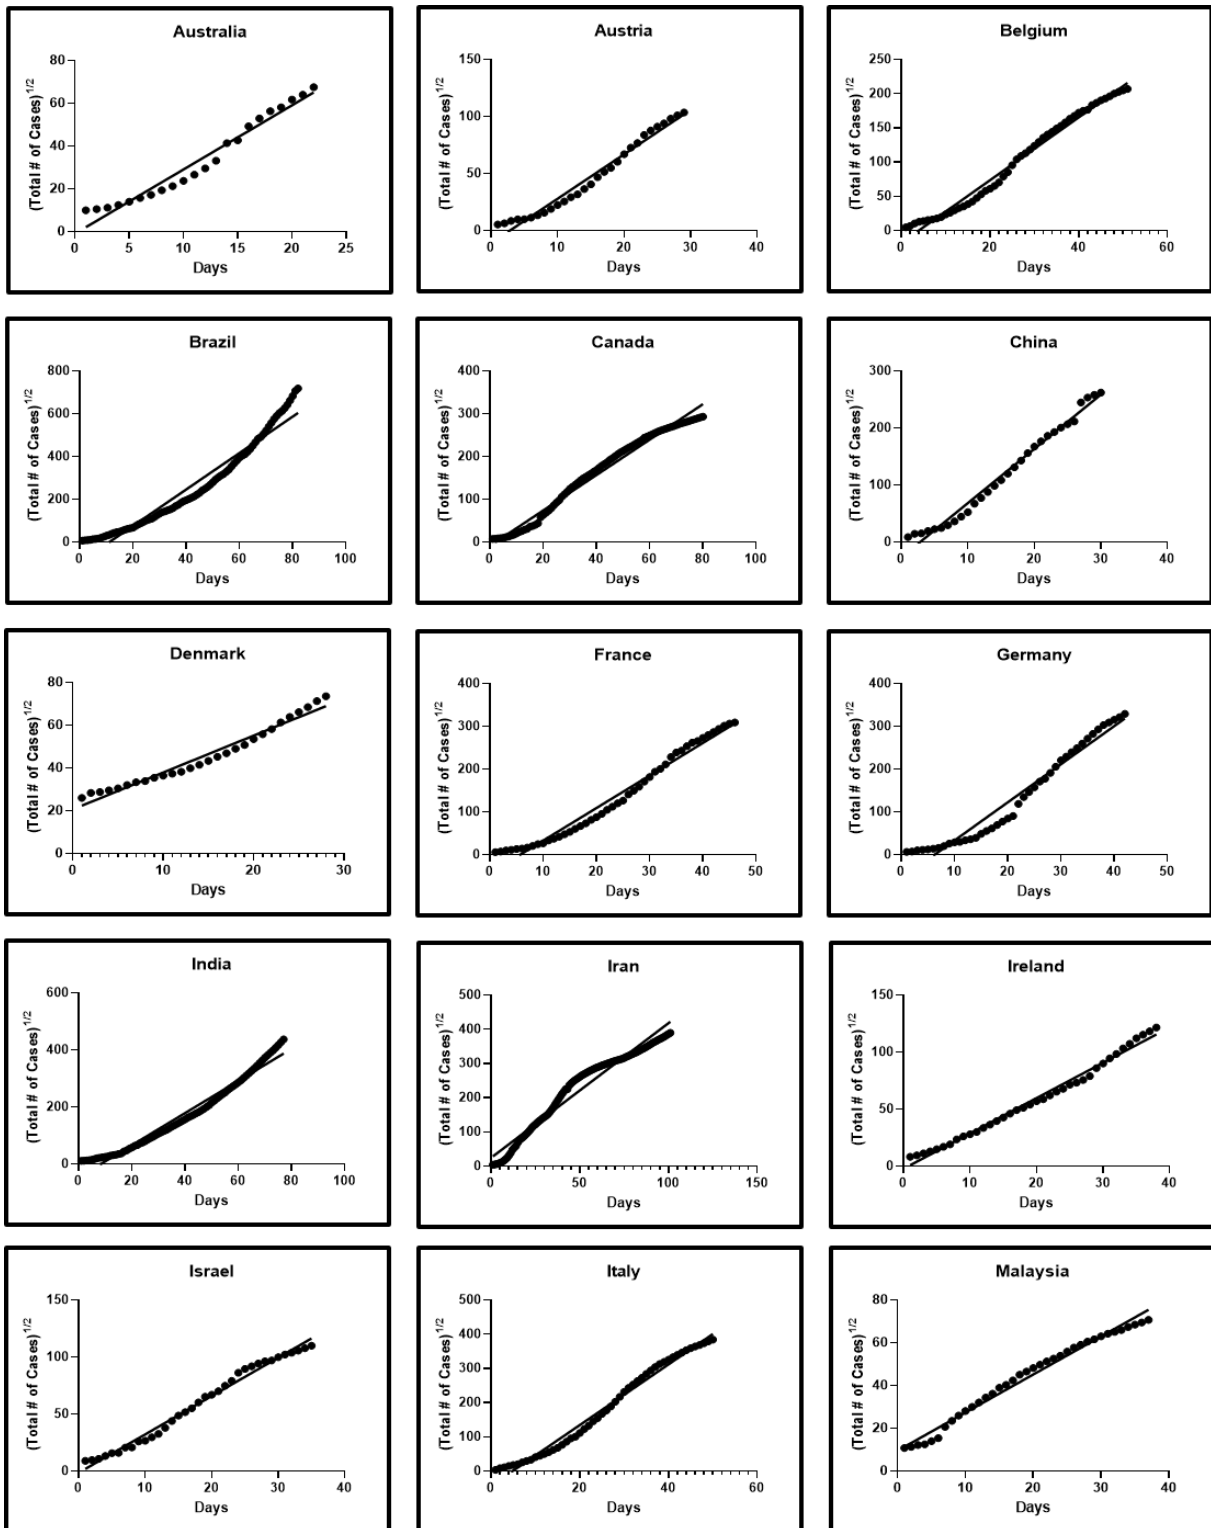 Australia
(Total # of Cases)1/2
80
60
40
20
0
0 5 10 15 20 25
Days
Austria
(Total # of Cases)1/2
150
100
50
0
0 10 20 30 40
Days
Belgium
(Total # of Cases)1/2
250
200
150
100
50
0
0 20 40 60
Days
Brazil
(Total # of Cases)1/2
800
600
400
200
0
0 20 40 60 80 100
Days
Canada
(Total # of Cases)1/2
400
300
200
100
0
0 20 40 60 80 100
Days
China
(Total # of Cases)1/2
300
200
100
0
0 10 20 30 40
Days
Denmark
(Total # of Cases)1/2
80
60
40
20
0
0 10 20 30
Days
France
(Total # of Cases)1/2
400
300
200
100
0
0 10 20 30 40 50
Days
Germany
(Total # of Cases)1/2
400
300
200
100
0
0 10 20 30 40 50
Days
India
(Total # of Cases)1/2
600
400
200
0
0 20 40 60 80 100
Days
Iran
(Total # of Cases)1/2
500
400
300
200
100
0
0 50 100 150
Days
Ireland
(Total # of Cases)1/2
150
100
50
0
0 10 20 30 40
Days
Israel
(Total # of Cases)1/2
150
100
50
0
0 10 20 30 40
Days
Italy
(Total # of Cases)1/2
500
400
300
200
100
0
0 20 40 60
Days
Malaysia
(Total # of Cases)1/2
80
60
40
20
0
0 10 20 30 40
Days